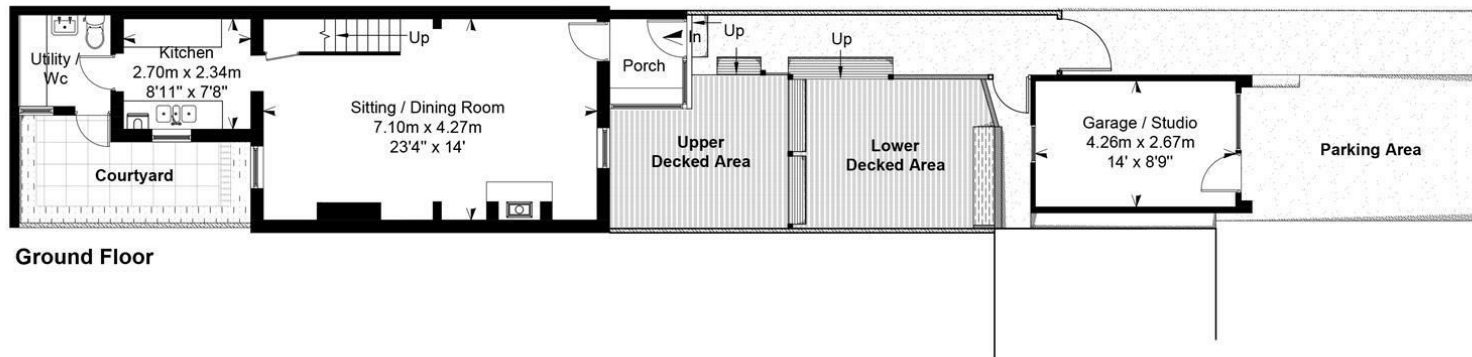 Utility /
Wc
Kitchen
2.70m x 2.34m
8'11" x 7'8"
Up
Sitting / Dining Room
7.10m x 4.27m
23'4" x 14'
Courtyard
Porch
In
Up
Up
Upper
Decked Area
Lower
Decked Area
Garage / Studio
4.26m x 2.67m
14' x 8'9"
Parking Area
Ground Floor